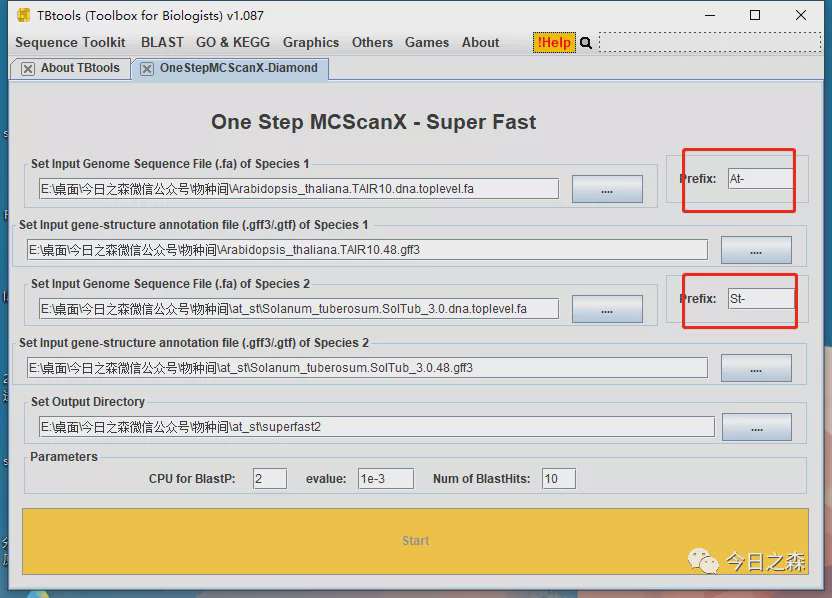 TBtools (Toolbox for Biologists) v1.087
Sequence Toolkit BLAST GO & KEGG Graphics Others Games About !Help
About TBtools OneStepMCScanX-Diamond
One Step MCScanX - Super Fast
Set Input Genome Sequence File (.fa) of Species 1
E:\桌面\今日之森微信公众号\物种间\Arabidopsis_thaliana.TAIR10.dna.toplevel.fa .... Prefix: At-
Set Input gene-structure annotation file (.gff3/.gtf) of Species 1
E:\桌面\今日之森微信公众号\物种间\Arabidopsis_thaliana.TAIR10.48.gff3 ....
Set Input Genome Sequence File (.fa) of Species 2
E:\桌面\今日之森微信公众号\物种间\at_st\Solanum_tuberosum.SolTub_3.0.dna.toplevel.fa .... Prefix: St-
Set Input gene-structure annotation file (.gff3/.gtf) of Species 2
E:\桌面\今日之森微信公众号\物种间\at_st\Solanum_tuberosum.SolTub_3.0.48.gff3 ....
Set Output Directory
E:\桌面\今日之森微信公众号\物种间\at_st\superfast2 ....
Parameters
CPU for BlastP: 2 evalue: 1e-3 Num of BlastHits: 10
Start
今日之森